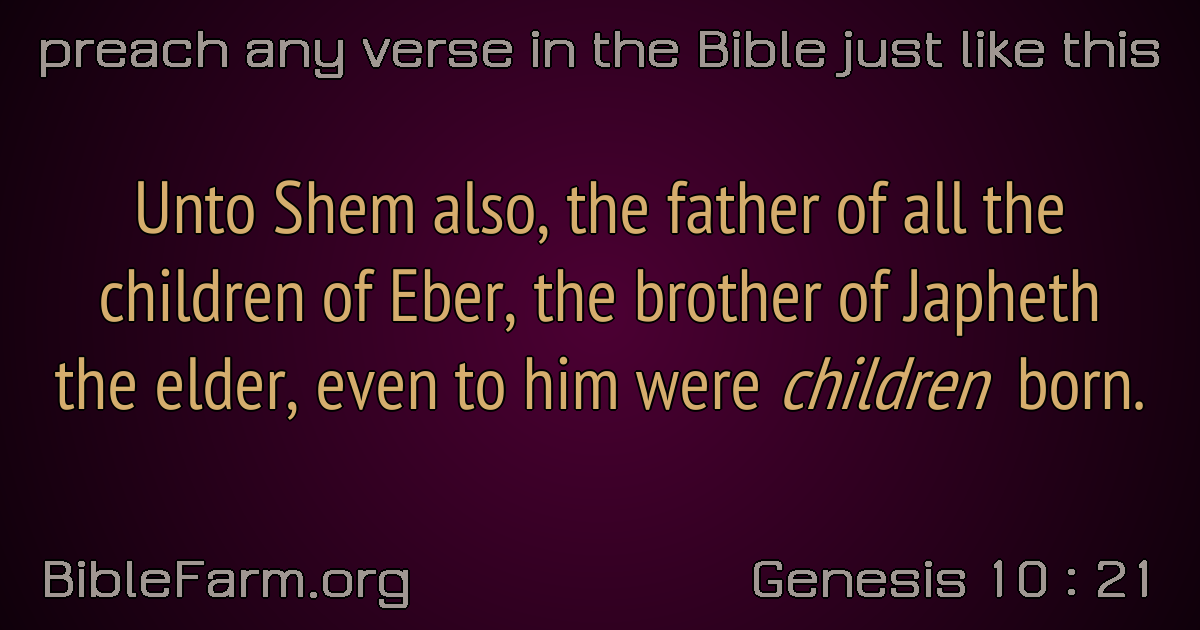 preach any verse in the Bible just like this
Unto Shem also, the father of all the
children of Eber, the brother of Japheth
the elder, even to him were children born.
BibleFarm.org
Genesis 10 : 21